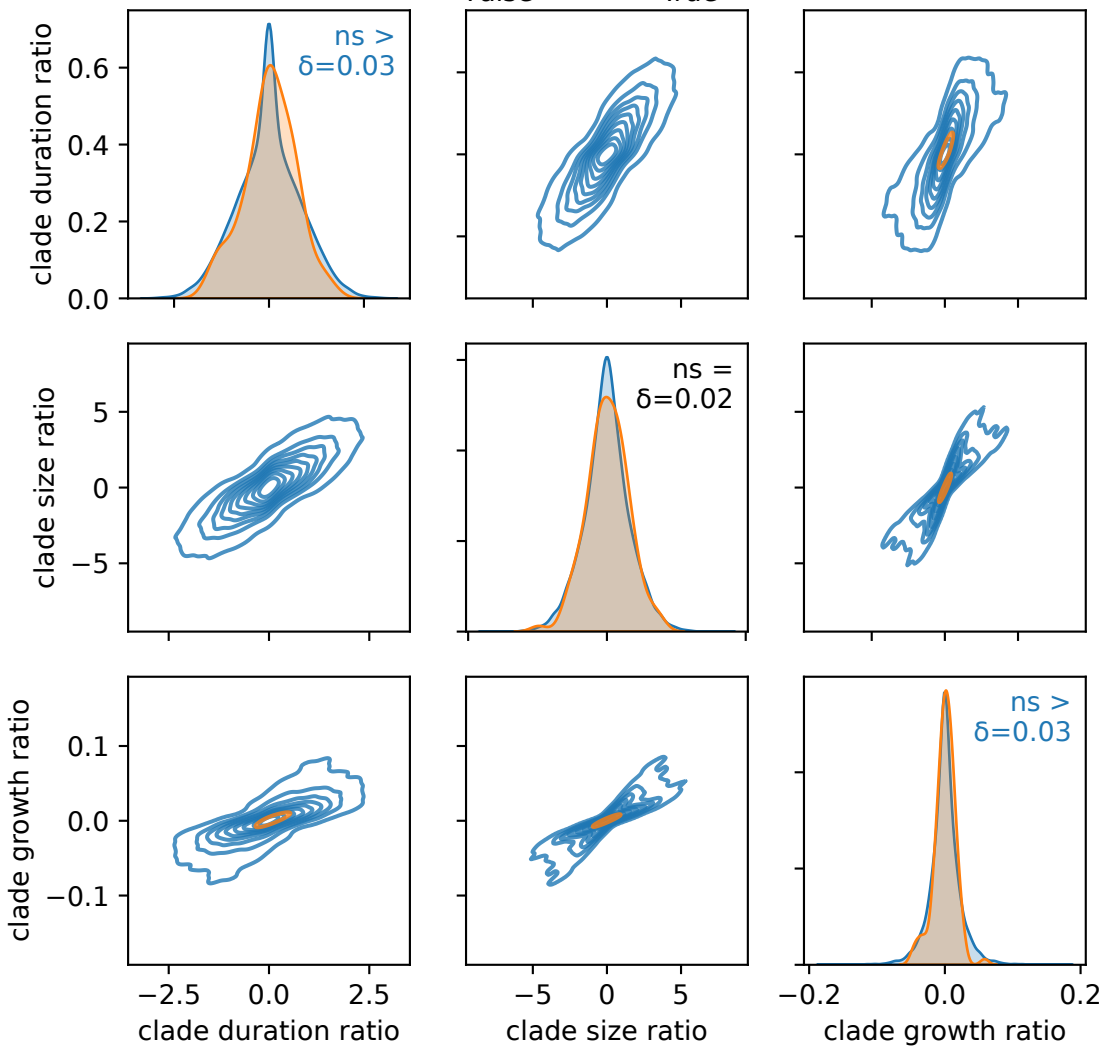 clade duration ratio
0.6
0.4
0.2
0.0
ns >
δ=0.03
clade size ratio
5
0
−5
ns =
δ=0.02
clade growth ratio
0.1
0.0
−0.1
ns >
δ=0.03
−2.5 0.0 2.5
−5 0 5
−0.2 0.0 0.2
clade duration ratio
clade size ratio
clade growth ratio